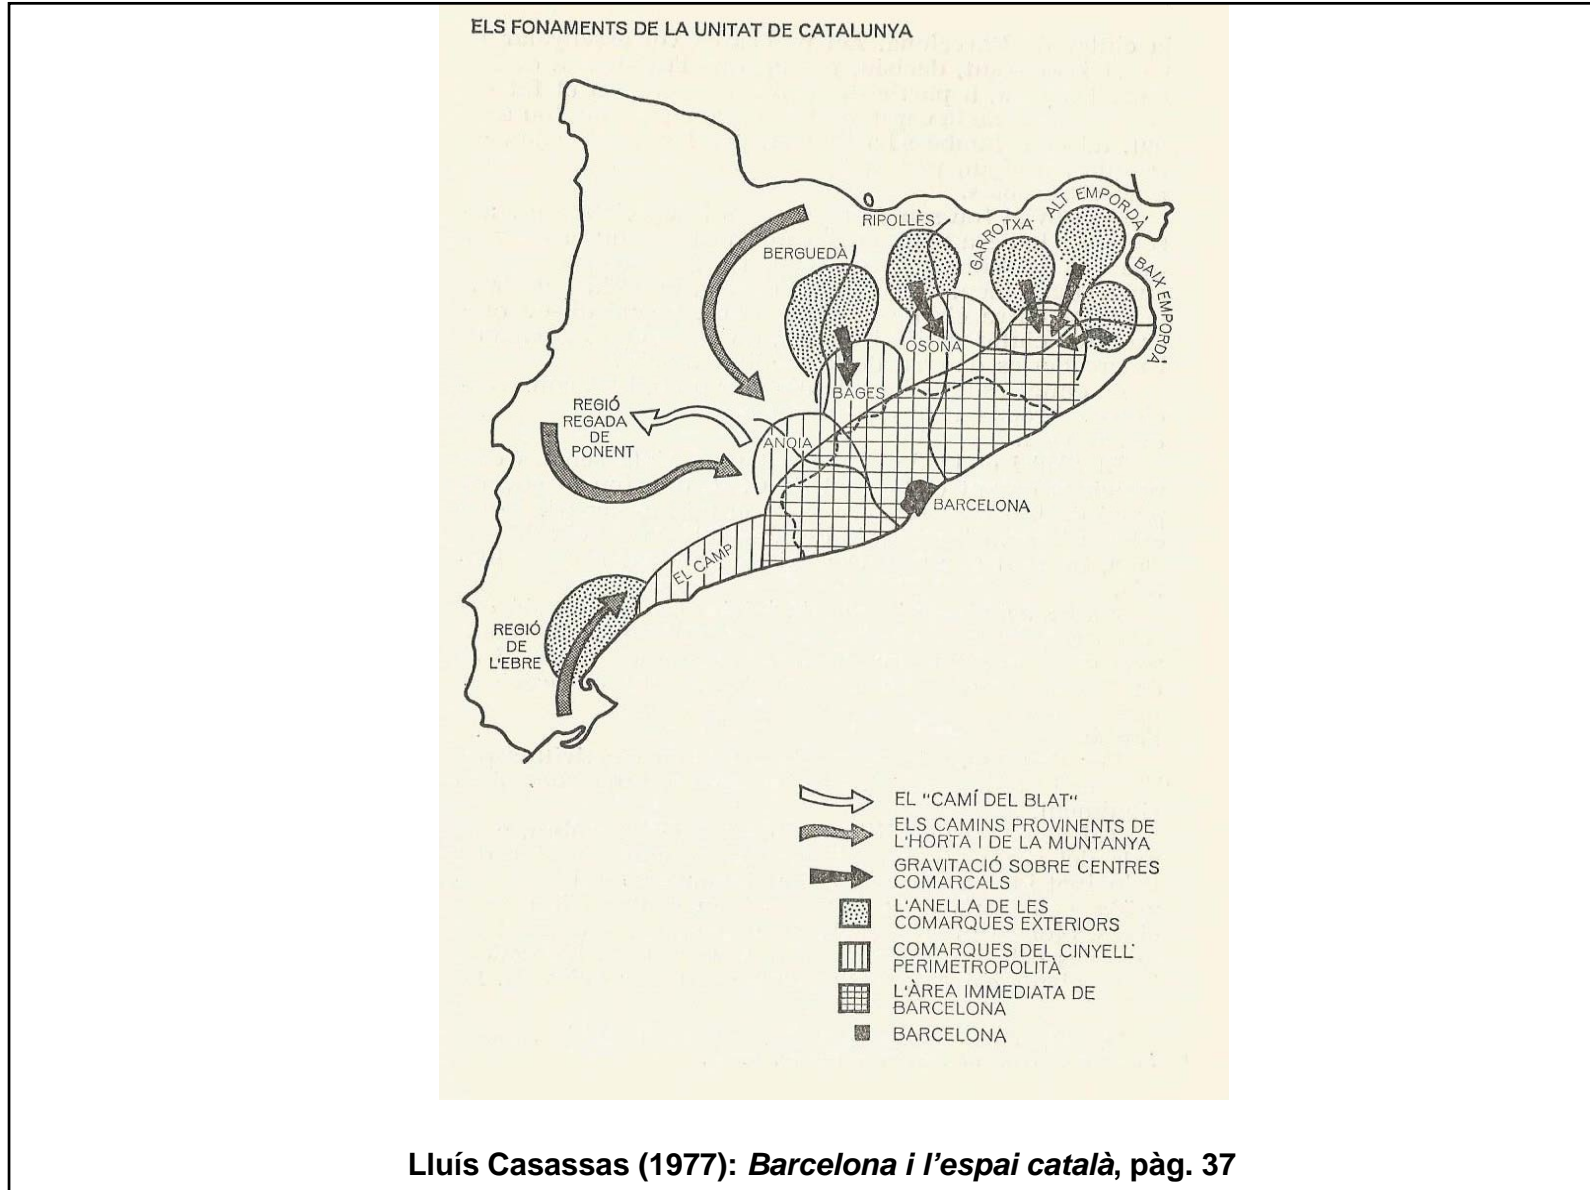 ELS FONAMENTS DE LA UNITAT DE CATALUNYA
RIPOLLÈS
GARROTXA
ALT EMPORDÀ
BAIX EMPORDÀ
BERGUEDÀ
OSONA
BAGES
REGIÓ
REGADA
DE
PONENT
ANOIA
BARCELONA
EL CAMP
REGIÓ
DE
L'EBRE
EL "CAMÍ DEL BLAT"
ELS CAMINS PROVINENTS DE
L'HORTA I DE LA MUNTANYA
GRAVITACIÓ SOBRE CENTRES
COMARCALS
L'ANELLA DE LES
COMARQUES EXTERIORS
COMARQUES DEL CINYELL
PERIMETROPOLITÀ
L'ÀREA IMMEDIATA DE
BARCELONA
BARCELONA
Lluís Casassas (1977): Barcelona i l'espai català, pàg. 37